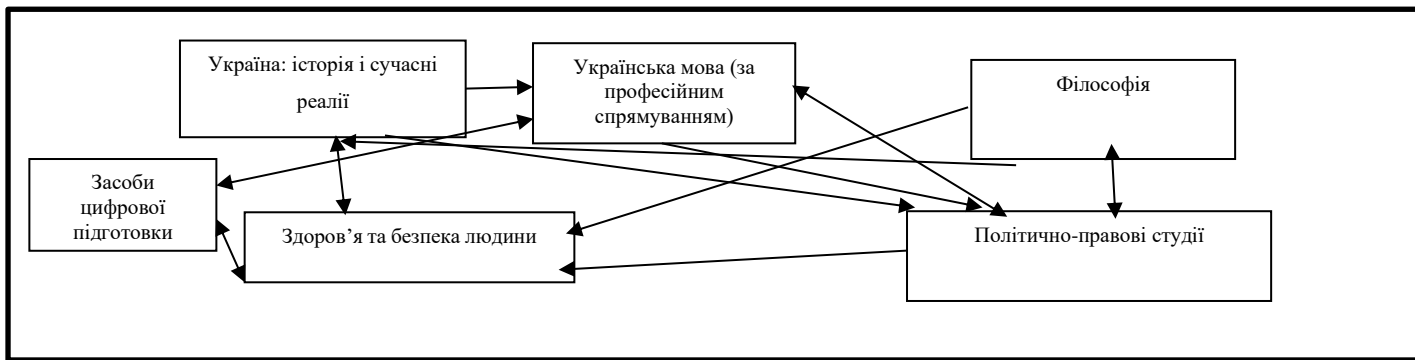 Україна: історія і сучасні
реалії
Українська мова (за
професійним
спрямуванням)
Філософія
Засоби
цифрової
підготовки
Здоров’я та безпека людини
Політично-правові студії